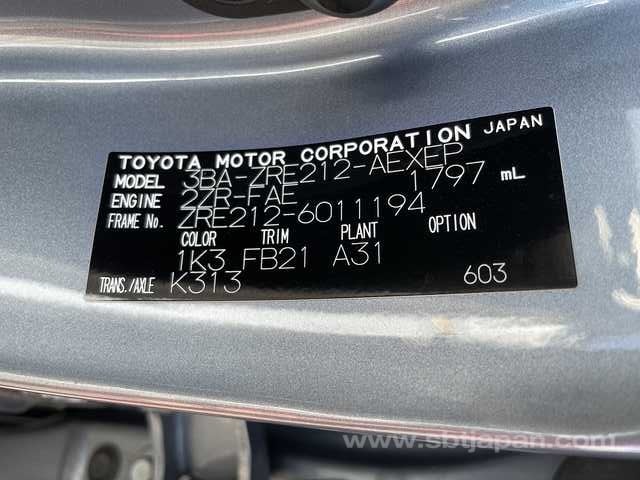 TOYOTA MOTOR CORPORATION JAPAN
MODEL 3BA-ZRE212-AEXEP
ENGINE 2ZR-FAE 1797 mL
FRAME No. ZRE212-6011194
COLOR TRIM PLANT OPTION
1K3 FB21 A31
TRANS./AXLE K313 603
www.sbtjapan.com